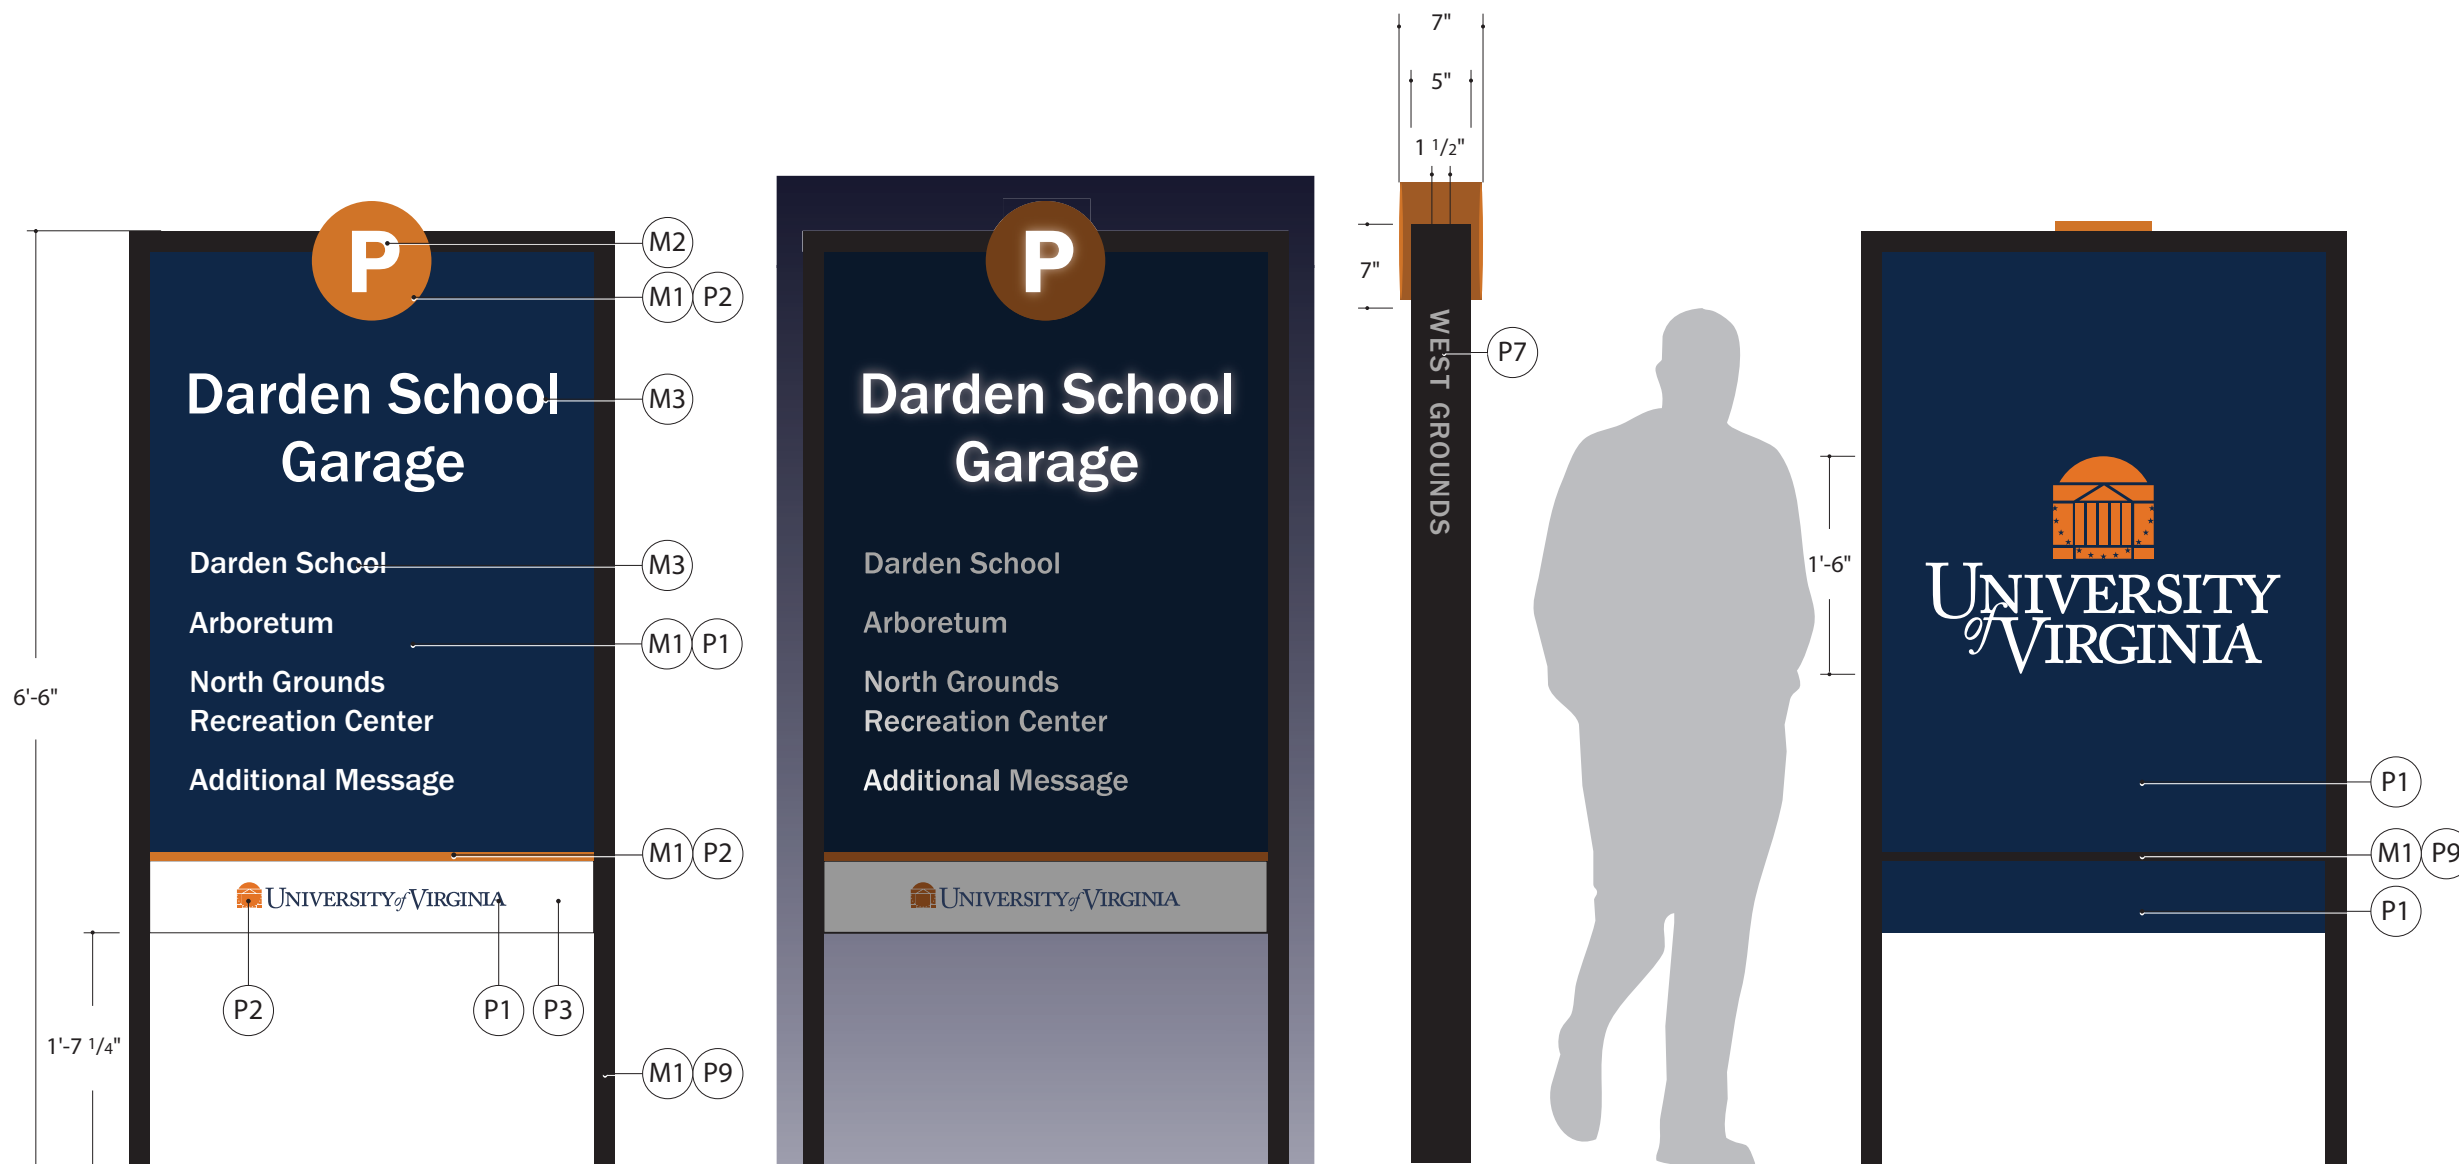 P
Darden School
Garage
Darden School
Arboretum
North Grounds
Recreation Center
Additional Message
UNIVERSITY of VIRGINIA
6'-6"
1'-7 1/4"
M2
M1 P2
M3
M3
M1 P1
M1 P2
P2
P1
P3
M1 P9
P
Darden School
Garage
Darden School
Arboretum
North Grounds
Recreation Center
Additional Message
UNIVERSITY of VIRGINIA
7"
5"
1 1/2"
7"
WEST GROUNDS
P7
1'-6"
UNIVERSITY
of VIRGINIA
P1
M1 P9
P1